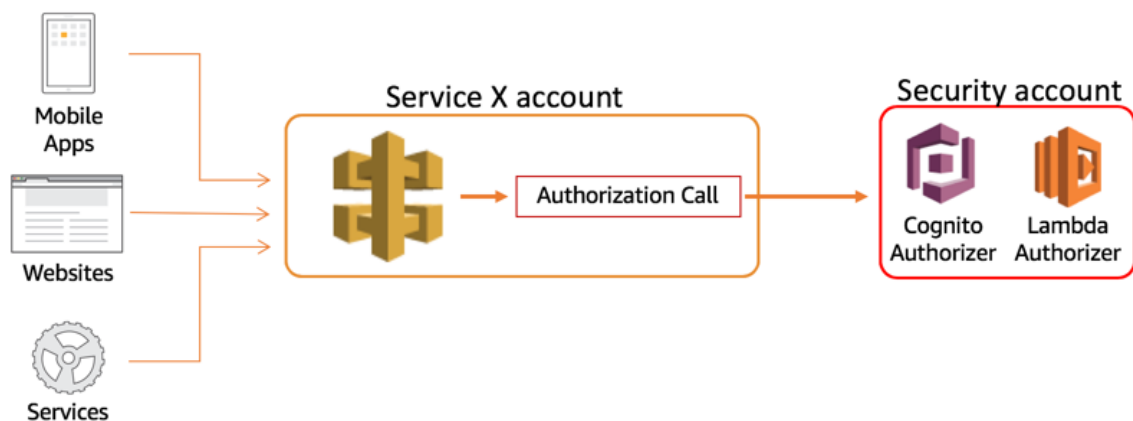 Mobile
Apps
Websites
Services
Service X account
Authorization Call
Security account
Cognito
Authorizer
Lambda
Authorizer